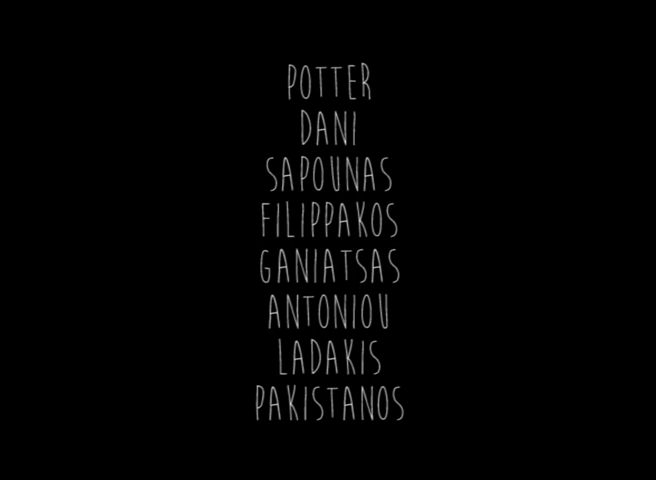 POTTER
DANI
SAPOUNAS
FILIPPAKOS
GANIATSAS
ANTONIOU
LADAKIS
PAKISTANOS